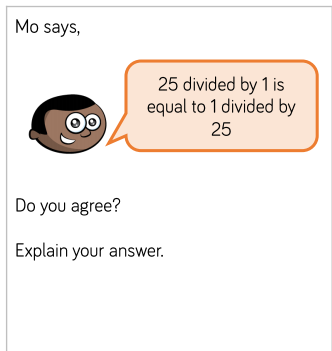 Mo says,
25 divided by 1 is
equal to 1 divided by
25
Do you agree?
Explain your answer.